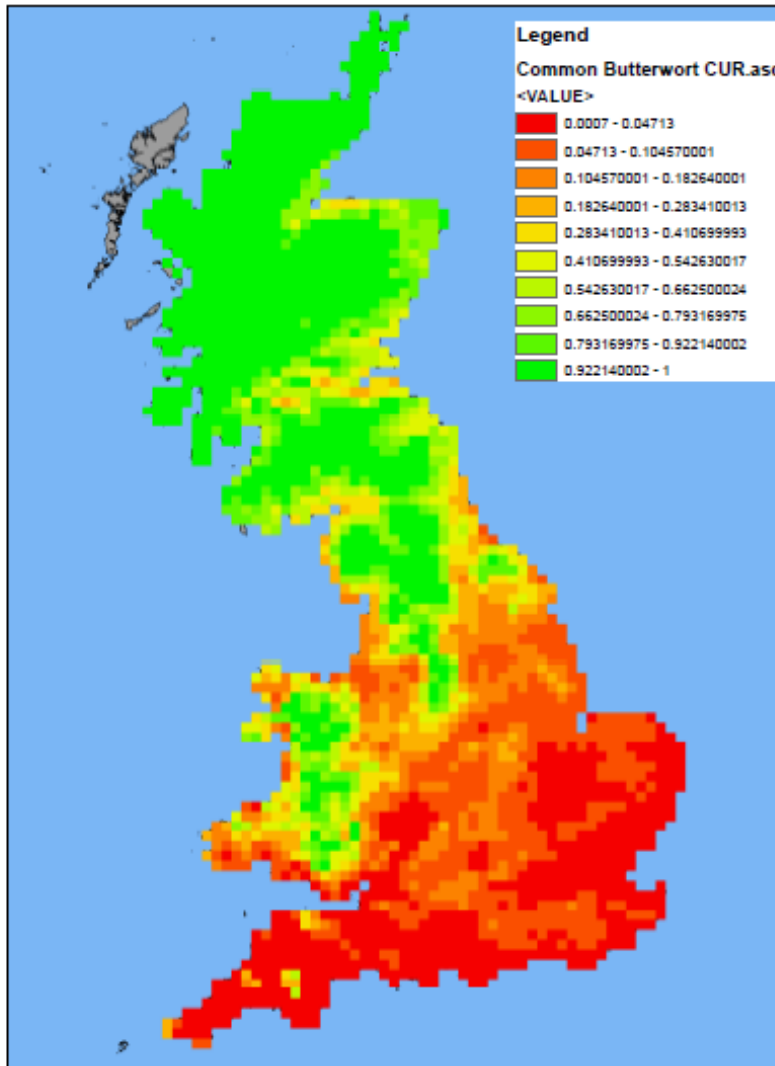 Legend
Common Butterwort CUR.asc
<VALUE>
0.0007 - 0.04713
0.04713 - 0.104570001
0.104570001 - 0.182640001
0.182640001 - 0.283410013
0.283410013 - 0.410699993
0.410699993 - 0.542630017
0.542630017 - 0.662500024
0.662500024 - 0.793169975
0.793169975 - 0.922140002
0.922140002 - 1